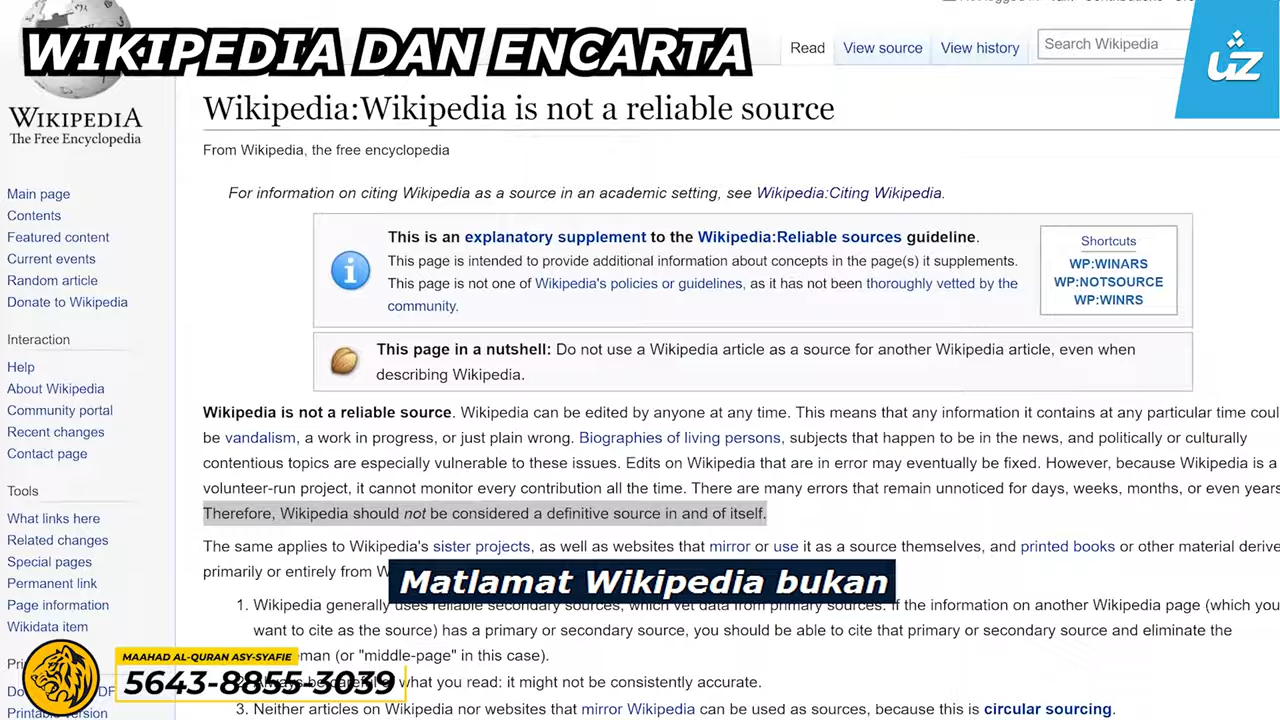 WIKIPEDIA DAN ENCARTA
WIKIPEDIA
The Free Encyclopedia
Read
View source
View history
Search Wikipedia
uz
Wikipedia:Wikipedia is not a reliable source
From Wikipedia, the free encyclopedia
For information on citing Wikipedia as a source in an academic setting, see Wikipedia:Citing Wikipedia.
This is an explanatory supplement to the Wikipedia:Reliable sources guideline.
This page is intended to provide additional information about concepts in the page(s) it supplements.
This page is not one of Wikipedia's policies or guidelines, as it has not been thoroughly vetted by the
community.
Shortcuts
WP:WINARS
WP:NOTSOURCE
WP:WINRS
This page in a nutshell: Do not use a Wikipedia article as a source for another Wikipedia article, even when
describing Wikipedia.
Wikipedia is not a reliable source. Wikipedia can be edited by anyone at any time. This means that any information it contains at any particular time
be vandalism, a work in progress, or just plain wrong. Biographies of living persons, subjects that happen to be in the news, and politically or culturally
contentious topics are especially vulnerable to these issues. Edits on Wikipedia that are in error may eventually be fixed. However, because Wikipedia is a
volunteer-run project, it cannot monitor every contribution all the time. There are many errors that remain unnoticed for days, weeks, months, or even years
Therefore, Wikipedia should not be considered a definitive source in and of itself.
The same applies to Wikipedia's sister projects, as well as websites that mirror or use it as a source themselves, and printed books or other material
primarily or entirely from
Matlamat Wikipedia bukan
1. Wikipedia generally uses reliable secondary sources, which vet data from primary sources. If the information on another Wikipedia page (which you
want to cite as the source) has a primary or secondary source, you should be able to cite that primary or secondary source and eliminate the
(or "middle-page" in this case).
what you read: it might not be consistently accurate.
3. Neither articles on Wikipedia nor websites that mirror Wikipedia can be used as sources, because this is circular sourcing.
Main page
Contents
Featured content
Current events
Random article
Donate to Wikipedia
Interaction
Help
About Wikipedia
Community portal
Recent changes
Contact page
Tools
What links here
Related changes
Special pages
Permanent link
Page information
Wikidata item
MAAHAD AL-QURAN ASY-SYAFIE
5643-8855-3039